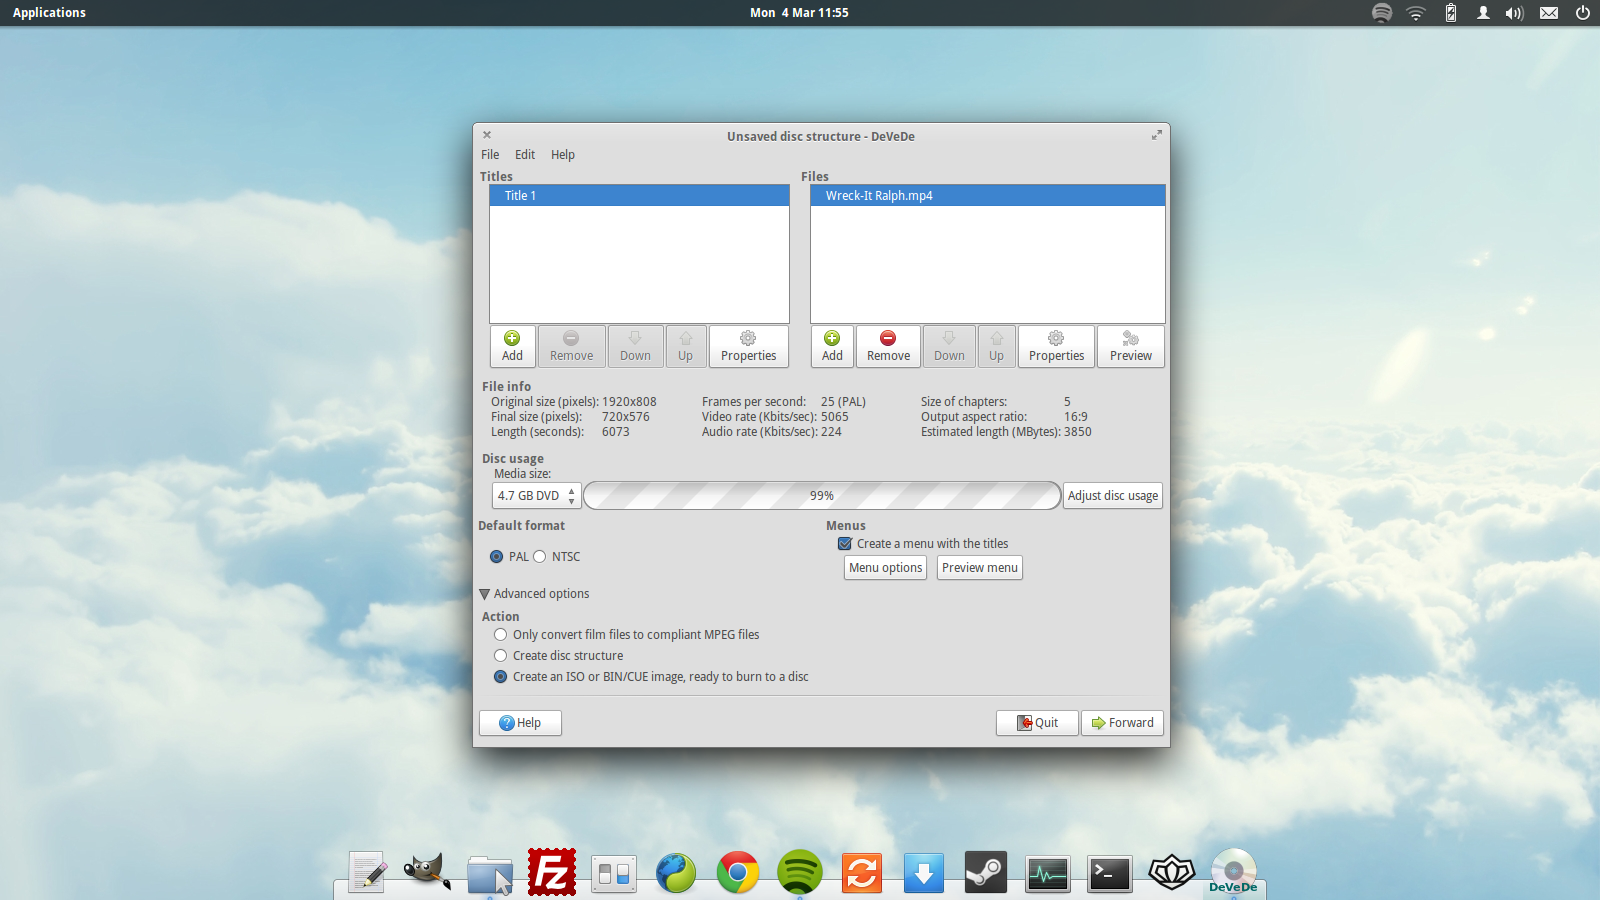 Applications
Mon 4 Mar 11:55
Unsaved disc structure - DeVeDe
File Edit Help
Titles Files
Title 1 Wreck-It Ralph.mp4
Add Remove Down Up Properties Add Remove Down Up Properties Preview
File info
Original size (pixels): 1920x808 Frames per second: 25 (PAL) Size of chapters: 5
Final size (pixels): 720x576 Video rate (Kbits/sec): 5065 Output aspect ratio: 16:9
Length (seconds): 6073 Audio rate (Kbits/sec): 224 Estimated length (MBytes): 3850
Disc usage
Media size:
4.7 GB DVD 99% Adjust disc usage
Default format Menus
Create a menu with the titles
PAL NTSC
Menu options Preview menu
Advanced options
Action
Only convert film files to compliant MPEG files
Create disc structure
Create an ISO or BIN/CUE image, ready to burn to a disc
Help Quit Forward
FZ
>_
DeVeDe